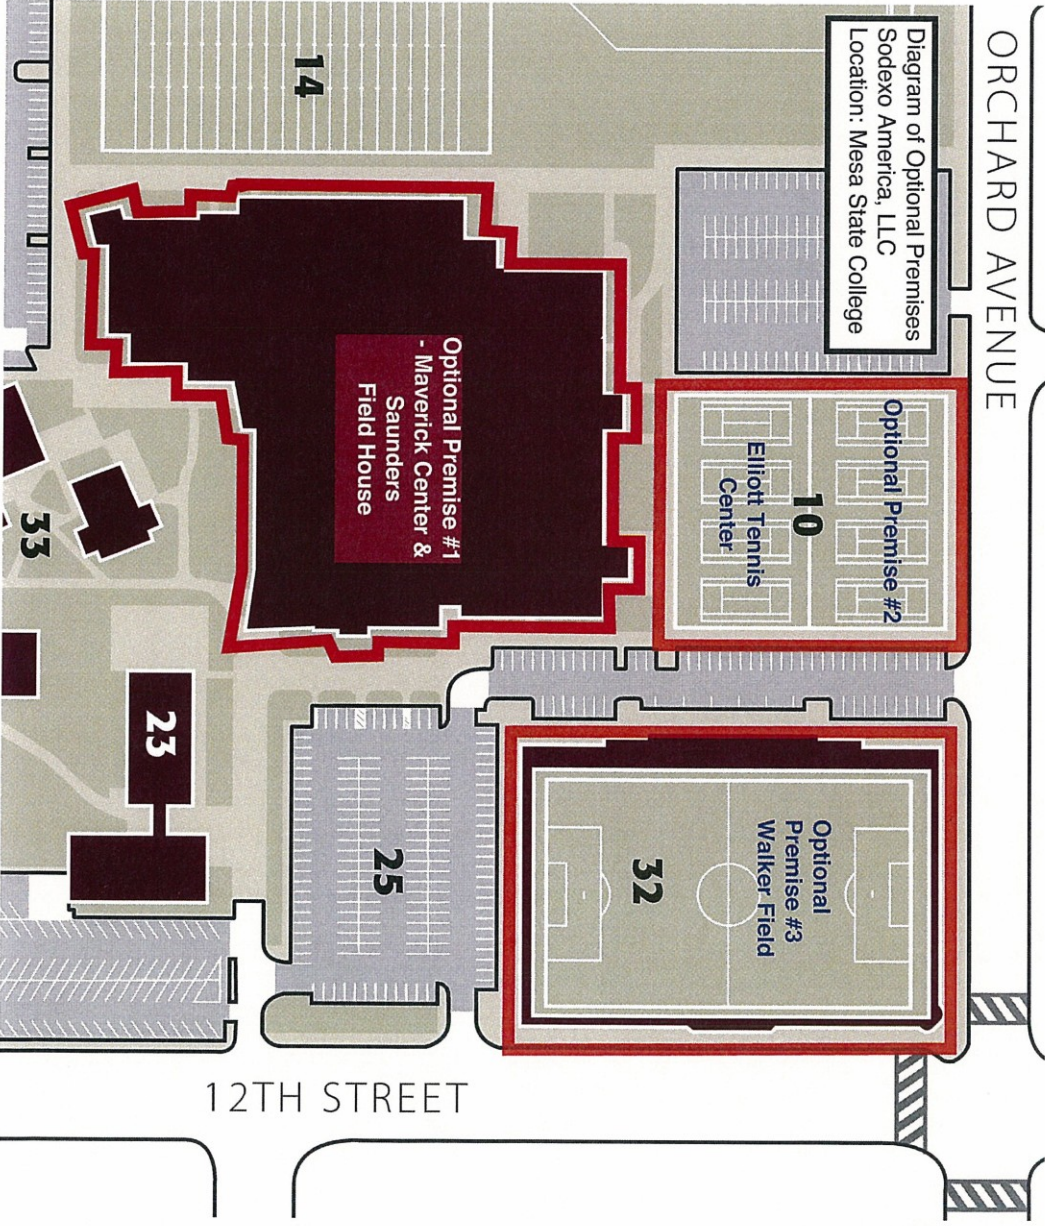 ORCHARD AVENUE
Diagram of Optional Premises
Sodexo America, LLC
Location: Mesa State College
14
Optional Premise #2
10
Elliott Tennis
Center
Optional Premise #1
- Maverick Center &
Saunders
Field House
33
23
25
Optional
Premise #3
Walker Field
32
12TH STREET